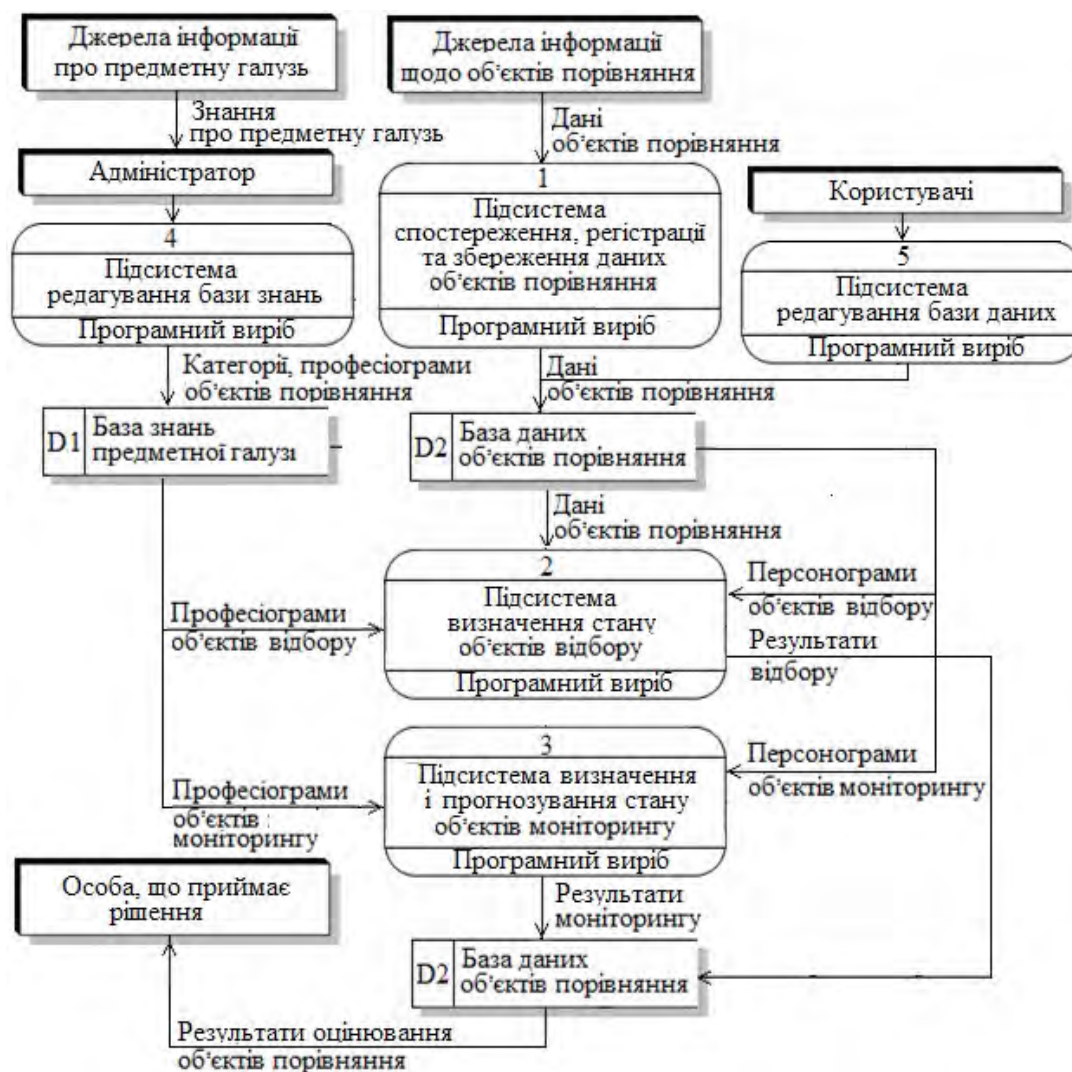 Джерела інформації
про предметну галузь
Джерела інформації
щодо об’єктів порівняння
Знання
про предметну галузь
Дані
об’єктів порівняння
Адміністратор
1
Підсистема
спостереження, регістрації
та збереження даних
об’єктів порівняння
Програмний виріб
Користувачі
4
Підсистема
редагування бази знань
Програмний виріб
5
Підсистема
редагування бази даних
Програмний виріб
Категорії, професіограми
об’єктів порівняння
Дані
об’єктів порівняння
D1
База знань
предметної галузі
D2
База даних
об’єктів порівняння
Дані
об’єктів порівняння
2
Підсистема
визначення стану
об’єктів відбору
Програмний виріб
Професіограми
об’єктів відбору
Персонограми
об’єктів відбору
Результати
відбору
3
Підсистема визначення
і прогнозування стану
об’єктів моніторингу
Програмний виріб
Професіограми
об’єктів :
моніторингу
Персонограми
об’єктів моніторингу
Особа, що приймає
рішення
Результати
моніторингу
D2
База даних
об’єктів порівняння
Результати оцінювання
об’єктів порівняння